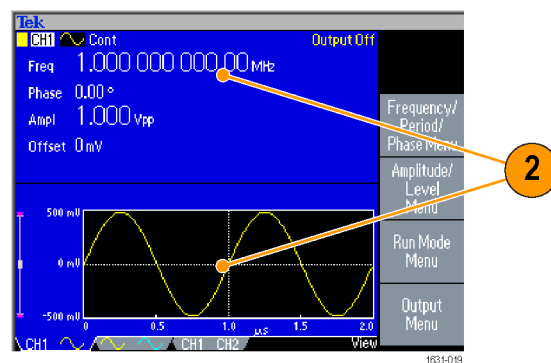 Tek
CH1 Cont Output Off
Freq 1.000 000 000 00 MHz
Phase 0.00 °
Ampl 1.000 Vpp
Offset 0 mV
Frequency/
Period/
Phase Menu
Amplitude/
Level
Menu
2
Run Mode
Menu
Output
Menu
500 mV
0 mV
-500 mV
0 0.5 1.0 µs 1.5 2.0
CH1 CH1 CH2 View
1631-019